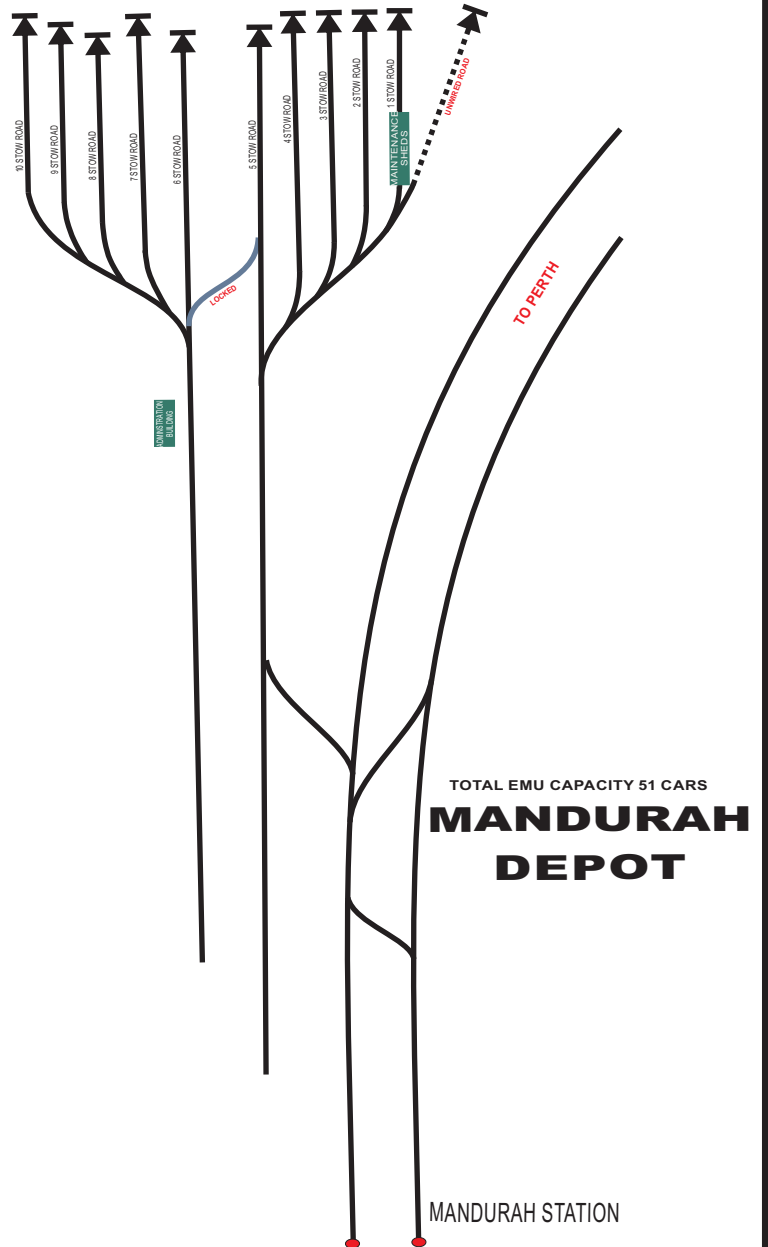 10 STOW ROAD
9 STOW ROAD
8 STOW ROAD
7 STOW ROAD
6 STOW ROAD
5 STOW ROAD
4 STOW ROAD
3 STOW ROAD
2 STOW ROAD
1 STOW ROAD
UNWIRED ROAD
MAINTENANCE
SHEDS
LOCKED
TO PERTH
ADMINISTRATION
BUILDING
TOTAL EMU CAPACITY 51 CARS
MANDURAH
DEPOT
MANDURAH STATION